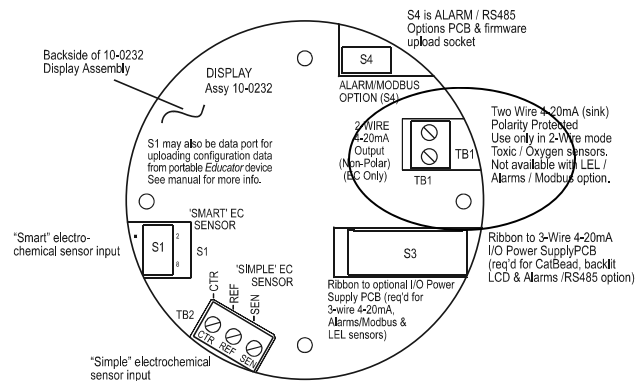 S4 is ALARM / RS485
Options PCB & firmware
upload socket
Backside of 10-0232
Display Assembly
DISPLAY
Assy 10-0232
S4
ALARM/MODBUS
OPTION (S4)
S1 may also be data port for
uploading configuration data
from portable Educator device
See manual for more info.
2-WIRE
4-20mA
Output
(Non-Polar)
(EC Only)
TB1
TB1
Two Wire 4-20mA (sink)
Polarity Protected
Use only in 2-Wire mode
Toxic / Oxygen sensors.
Not available with LEL /
Alarms / Modbus option.
'SMART' EC
SENSOR
"Smart" electro-
chemical sensor input
S1
2
8
S1
S3
Ribbon to 3-Wire 4-20mA
I/O Power SupplyPCB
(req'd for CatBead, backlit
LCD & Alarms /RS485 option)
'SIMPLE' EC
SENSOR
CTR
REF
SEN
Ribbon to optional I/O Power
Supply PCB (req'd for
3-wire 4-20mA,
Alarms/Modbus &
LEL sensors)
TB2
CTR
REF
SEN
"Simple" electrochemical
sensor input